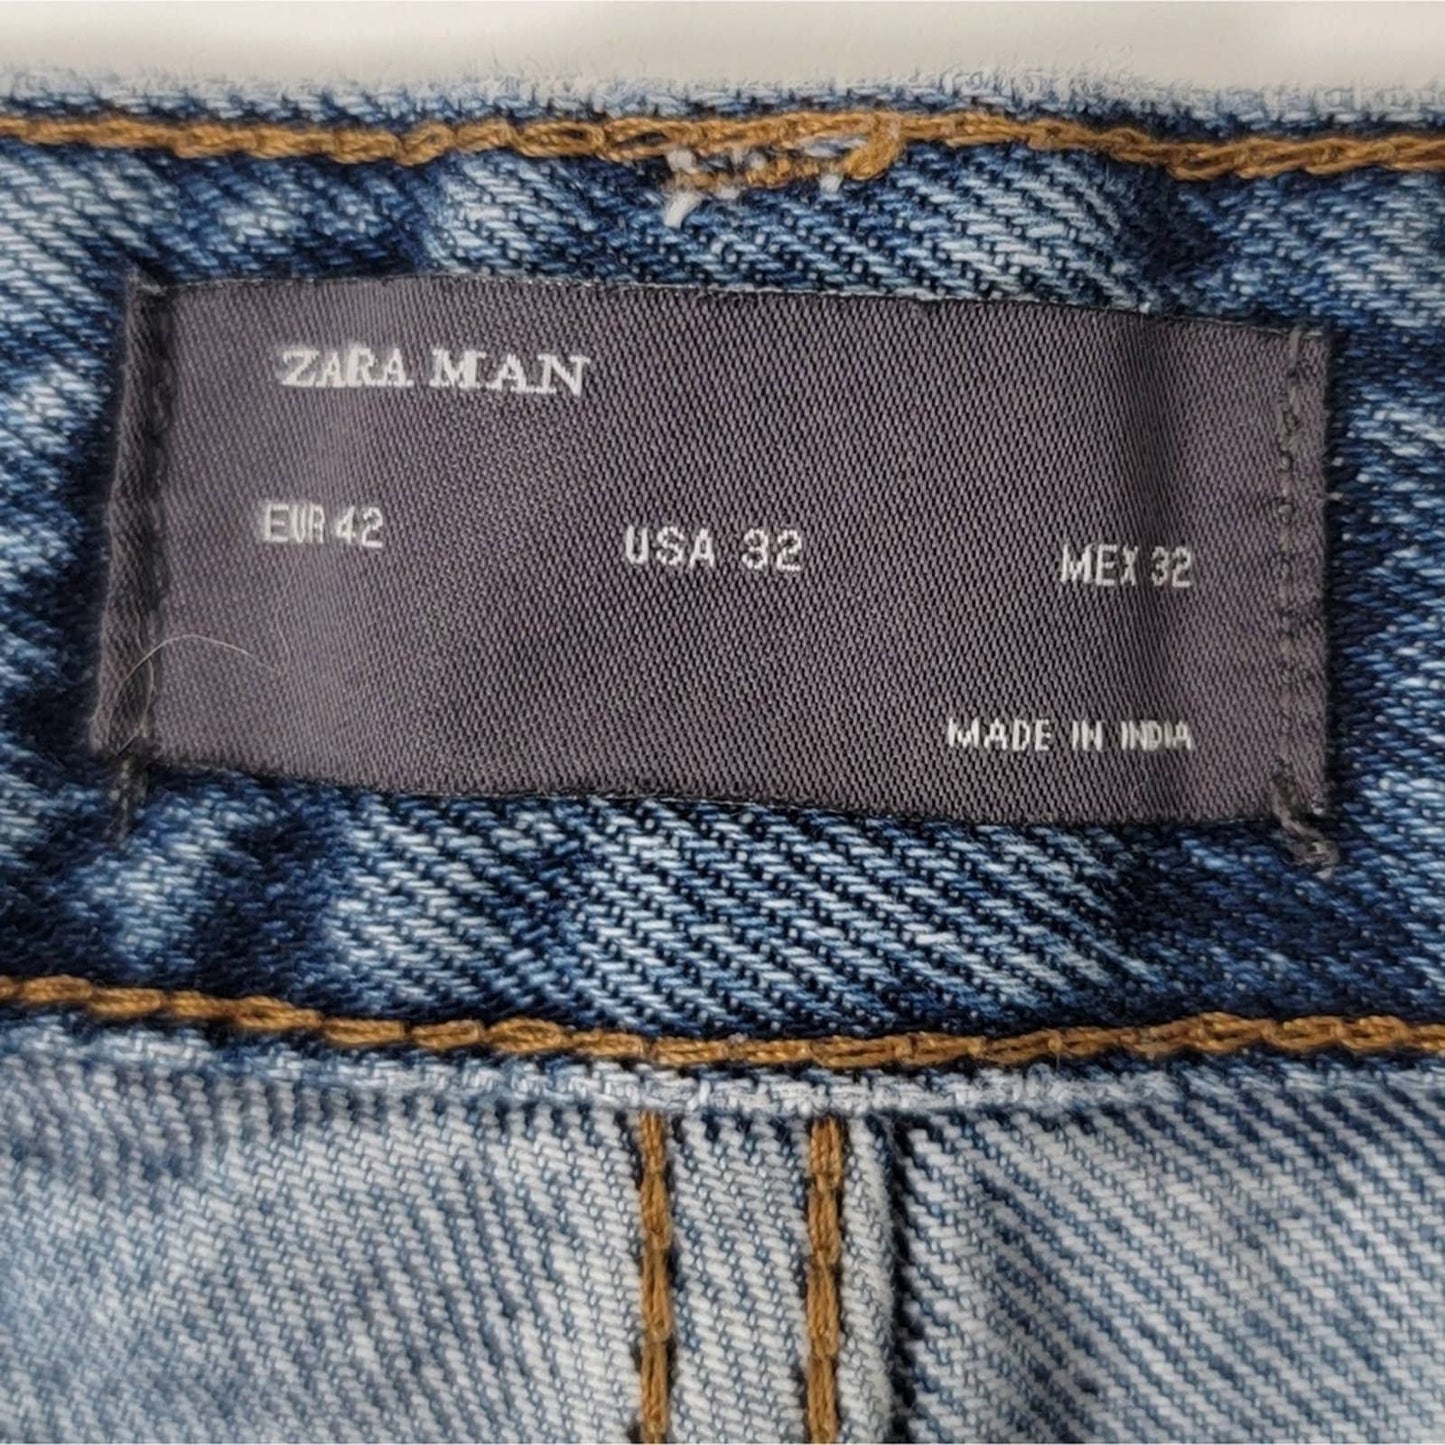 ZARA MAN
EUR 42 USA 32 MEX 32
MADE IN INDIA